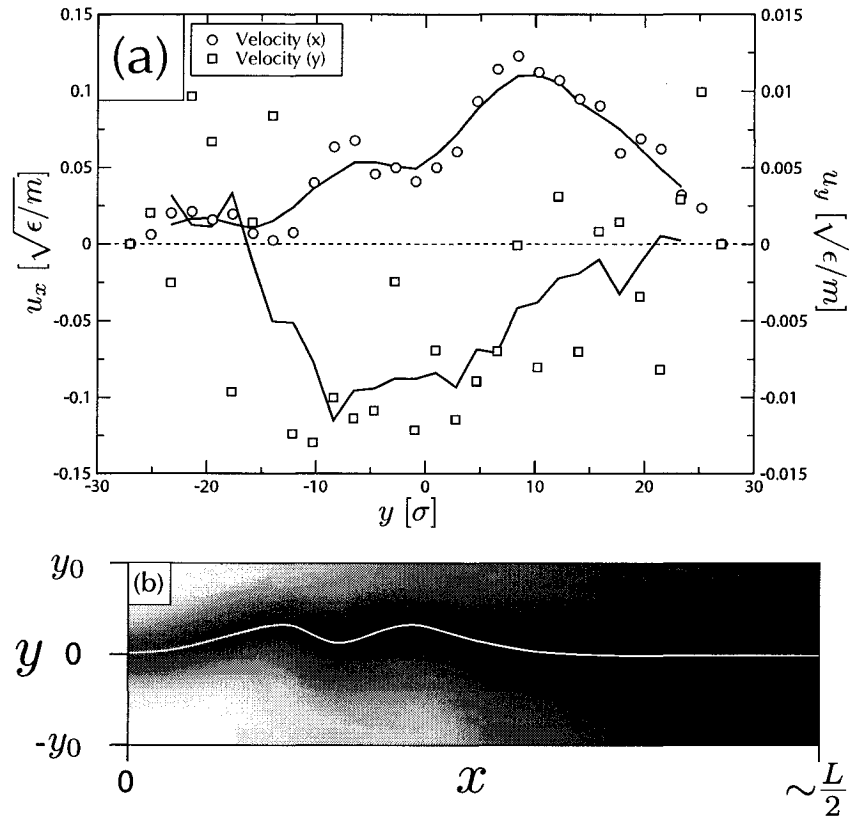 (a)
Velocity (x)
Velocity (y)
0.15
0.1
0.05
0
-0.05
-0.1
-0.15
u_x [√ϵ/m]
0.015
0.01
0.005
0
-0.005
-0.01
-0.015
u_y [√ϵ/m]
-30 -20 -10 0 10 20 30
y [σ]
(b)
y0
y 0
-y0
0 x ~L/2